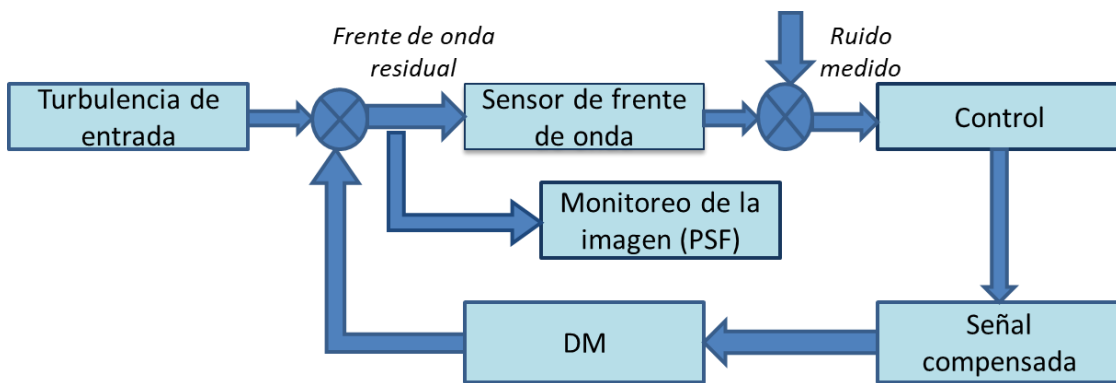 Frente de onda
residual
Ruido
medido
Turbulencia de
entrada
Sensor de frente
de onda
Control
Monitoreo de la
imagen (PSF)
DM
Señal
compensada